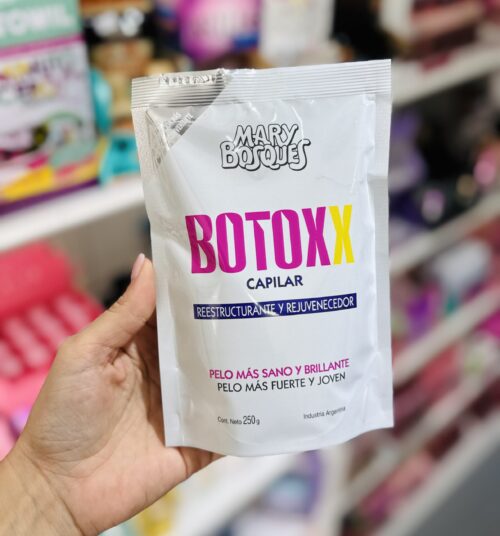 MARY
BOSQUES
BOTOXX
CAPILAR
REESTRUCTURANTE Y REJUVENECEDOR
PELO MÁS SANO Y BRILLANTE
PELO MÁS FUERTE Y JOVEN
Cont. Neto 250g Industria Argentina